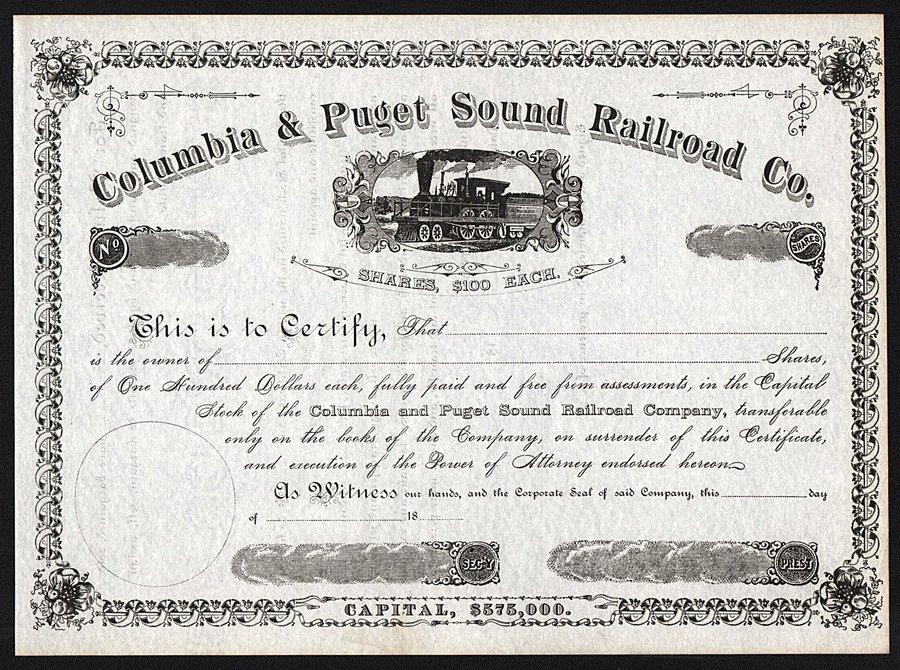 Columbia & Puget Sound Railroad Co.
No
SHARES
SHARES, $100 EACH.
This is to Certify, That
is the owner of Shares,
of One Hundred Dollars each, fully paid and free from assessments, in the Capital
Stock of the Columbia and Puget Sound Railroad Company, transferable
only on the books of the Company, on surrender of this Certificate,
and execution of the Power of Attorney endorsed hereon
As Witness our hands, and the Corporate Seal of said Company, this day
of 18
SEC'Y
PRES'T
CAPITAL, $575,000.